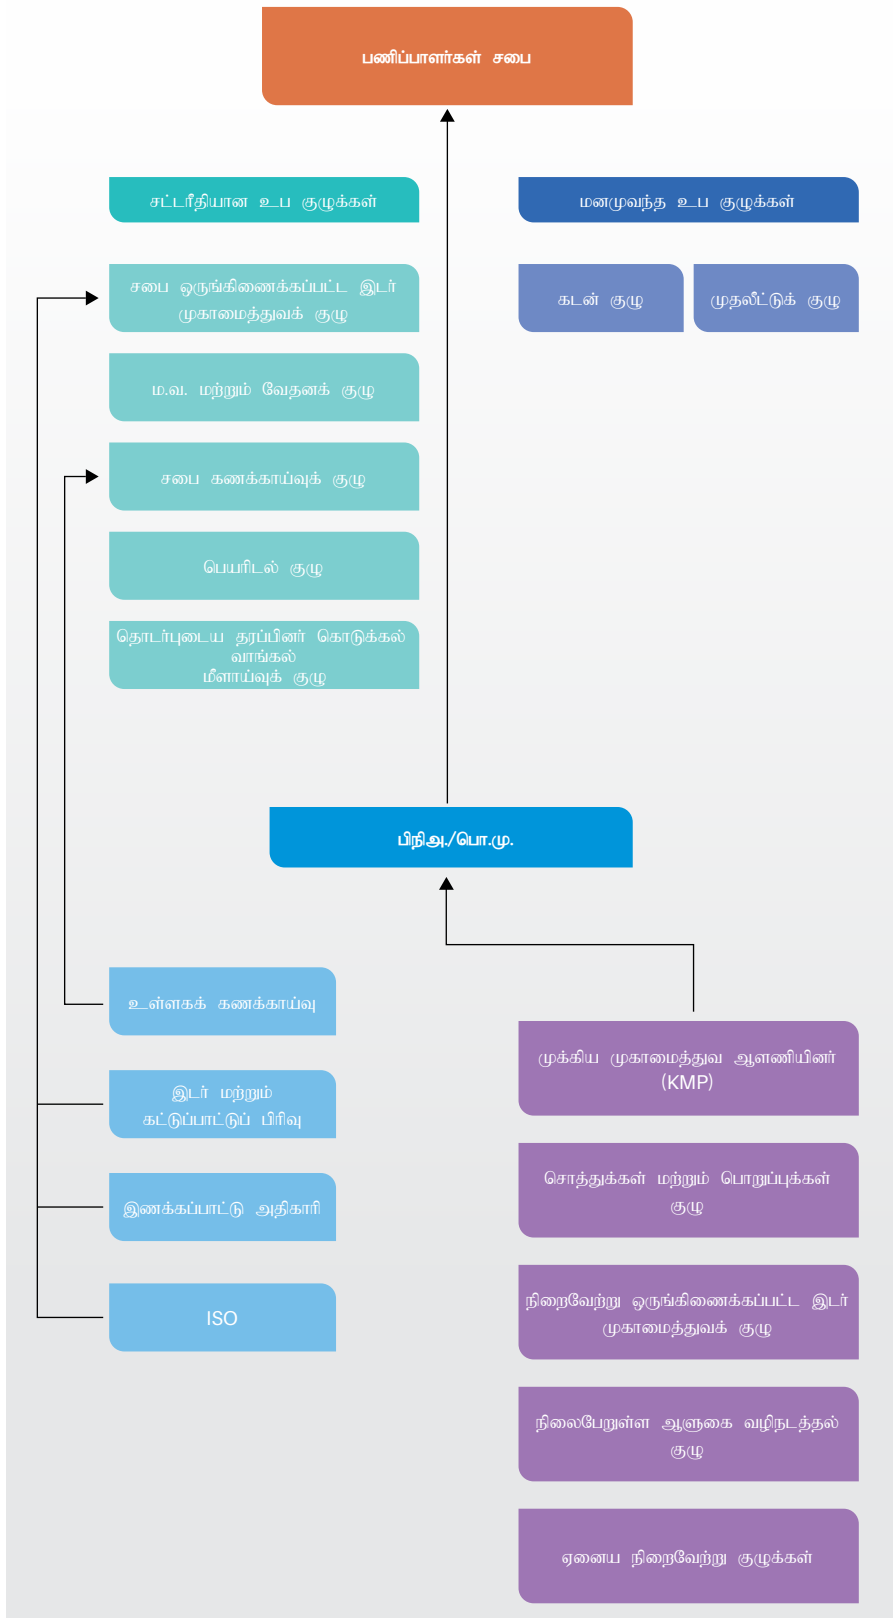 பணிப்பாளர்கள் சபை
சட்டரீதியான உப குழுக்கள்
மனமுவந்த உப குழுக்கள்
சபை ஒருங்கிணைக்கப்பட்ட இடர்
முகாமைத்துவக் குழு
கடன் குழு
முதலீட்டுக் குழு
ம.வ. மற்றும் வேதனக் குழு
சபை கணக்காய்வுக் குழு
பெயரிடல் குழு
தொடர்புடைய தரப்பினர் கொடுக்கல்
வாங்கல்
மீளாய்வுக் குழு
பிநிஅ./பொ.மு.
உள்ளகக் கணக்காய்வு
இடர் மற்றும்
கட்டுப்பாட்டுப் பிரிவு
இணக்கப்பாட்டு அதிகாரி
ISO
முக்கிய முகாமைத்துவ ஆளணியினர்
(KMP)
சொத்துக்கள் மற்றும் பொறுப்புக்கள்
குழு
நிறைவேற்று ஒருங்கிணைக்கப்பட்ட இடர்
முகாமைத்துவக் குழு
நிலைபேறுள்ள ஆளுகை வழிநடத்தல்
குழு
ஏனைய நிறைவேற்று குழுக்கள்